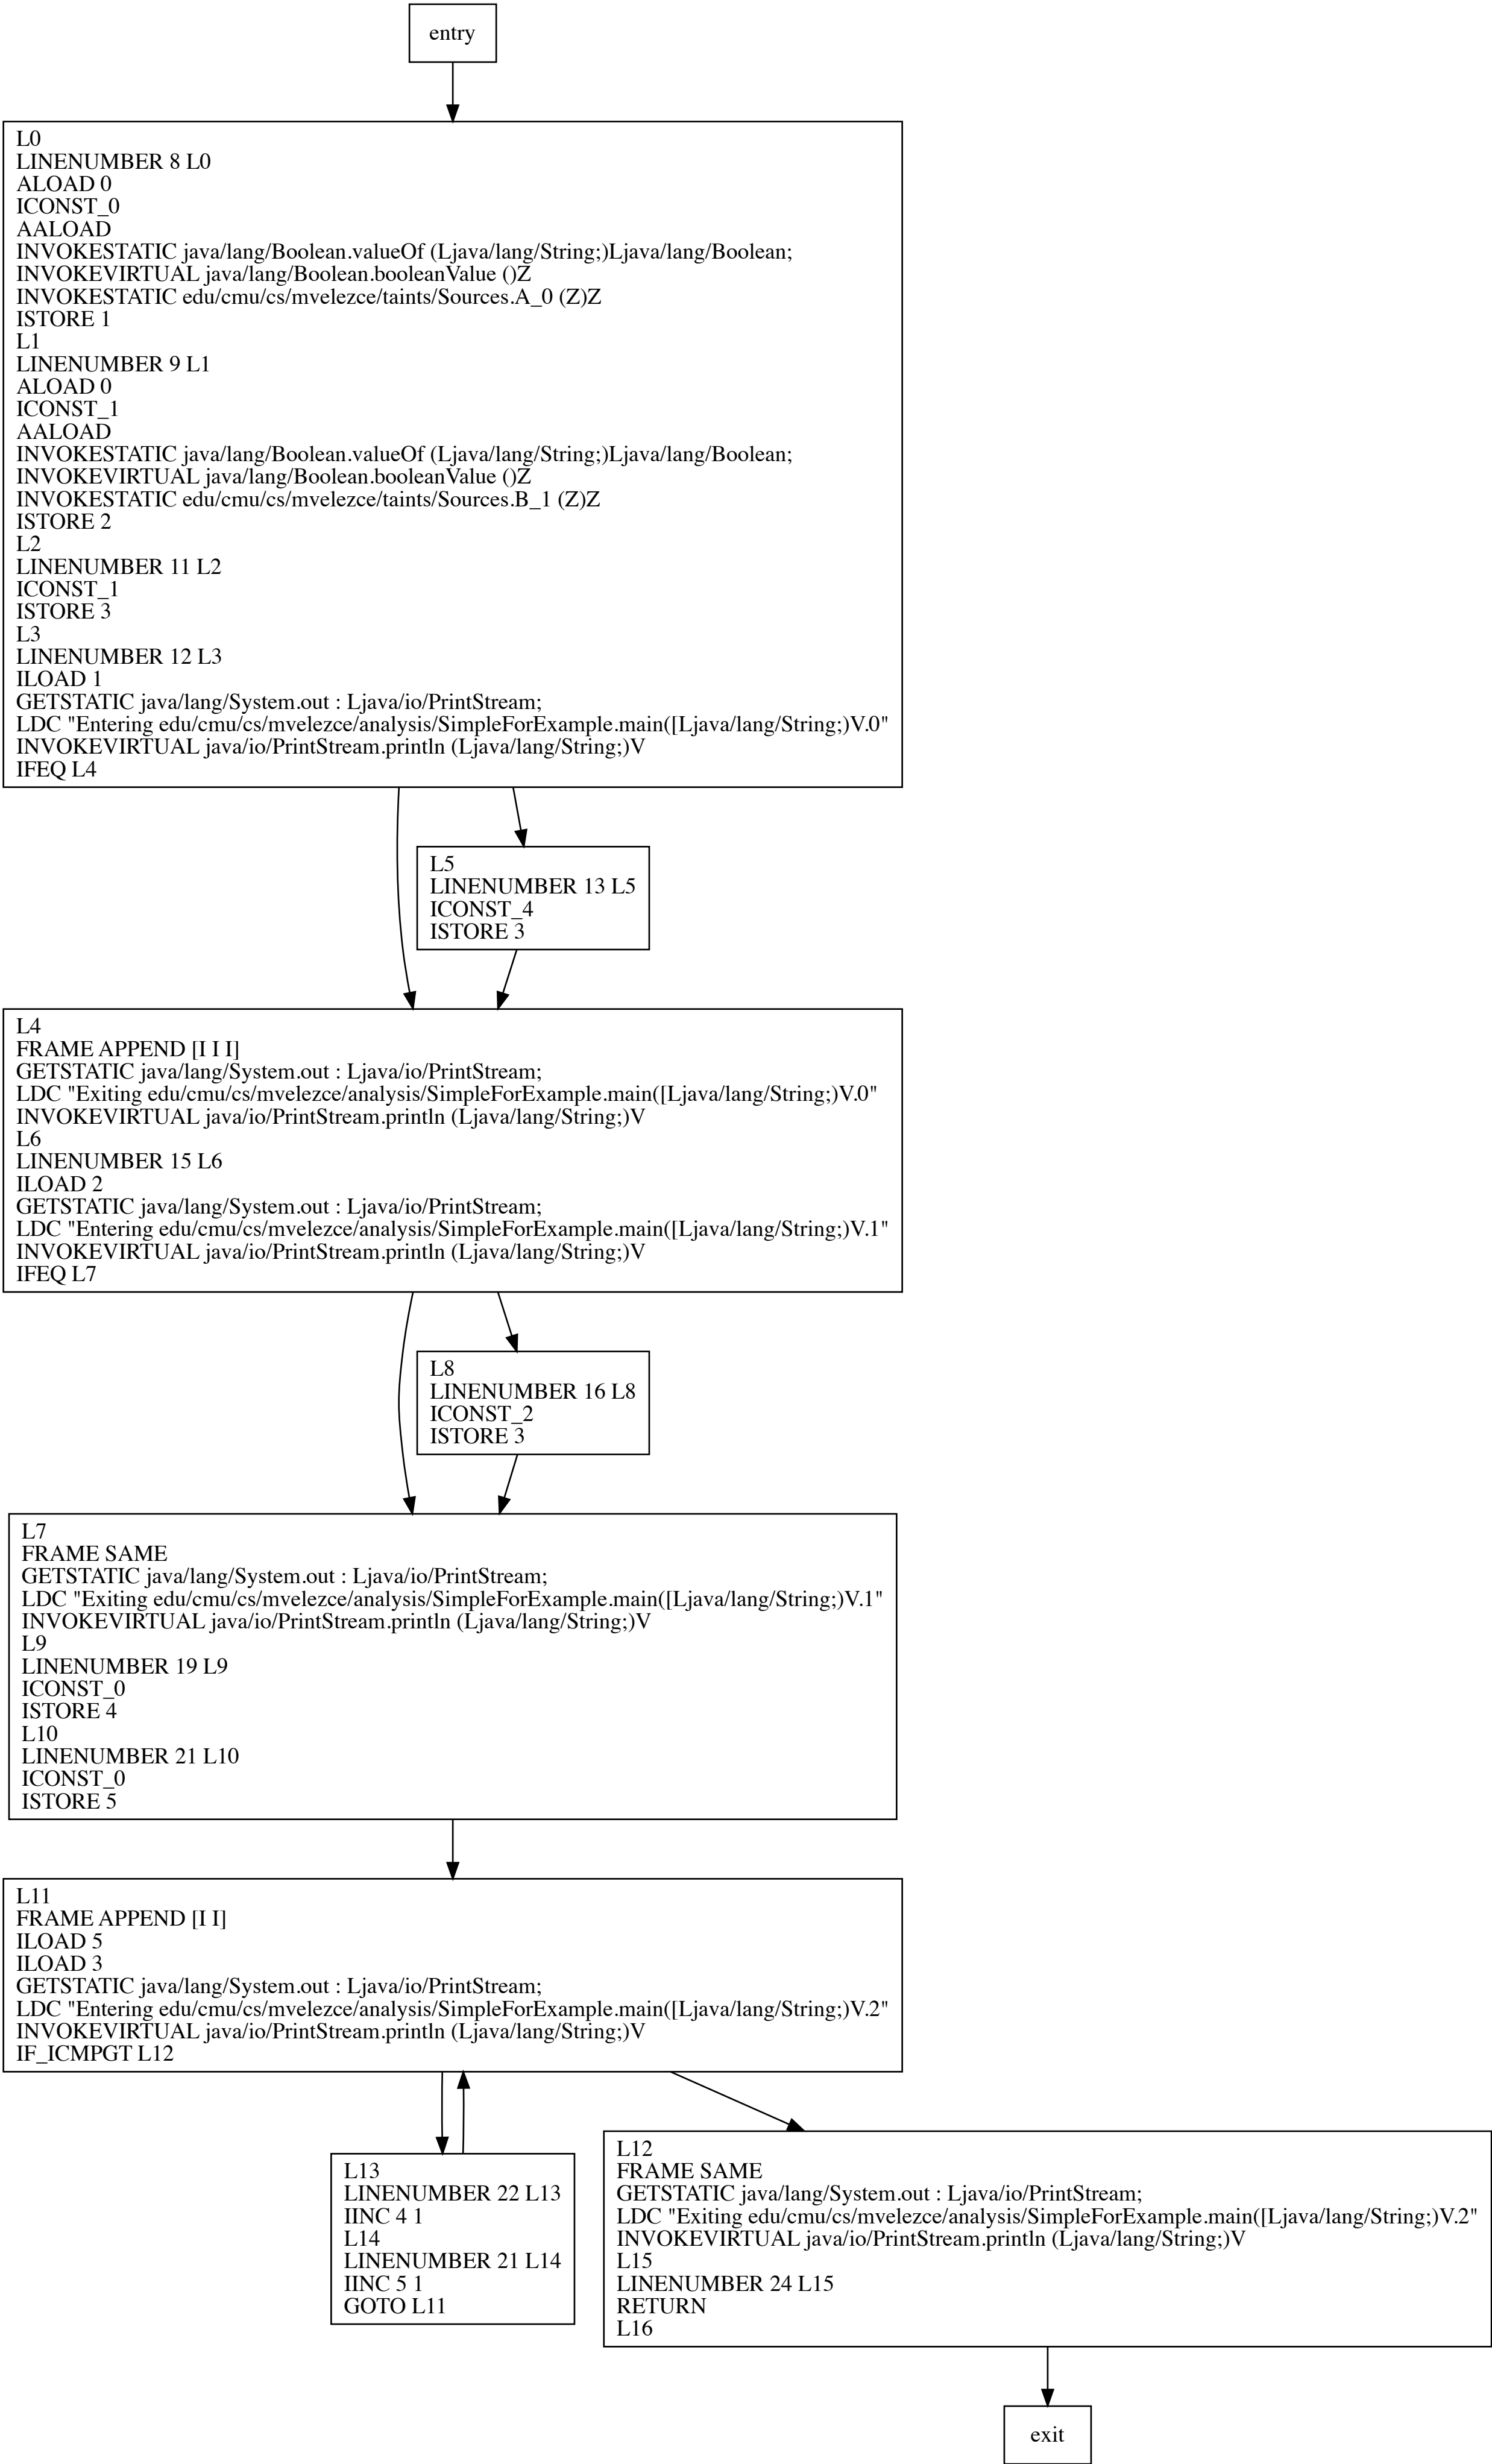 entry
L0
LINENUMBER 8 L0
ALOAD 0
ICONST_0
AALOAD
INVOKESTATIC java/lang/Boolean.valueOf (Ljava/lang/String;)Ljava/lang/Boolean;
INVOKEVIRTUAL java/lang/Boolean.booleanValue ()Z
INVOKESTATIC edu/cmu/cs/mvelezce/taints/Sources.A_0 (Z)Z
ISTORE 1
L1
LINENUMBER 9 L1
ALOAD 0
ICONST_1
AALOAD
INVOKESTATIC java/lang/Boolean.valueOf (Ljava/lang/String;)Ljava/lang/Boolean;
INVOKEVIRTUAL java/lang/Boolean.booleanValue ()Z
INVOKESTATIC edu/cmu/cs/mvelezce/taints/Sources.B_1 (Z)Z
ISTORE 2
L2
LINENUMBER 11 L2
ICONST_1
ISTORE 3
L3
LINENUMBER 12 L3
ILOAD 1
GETSTATIC java/lang/System.out : Ljava/io/PrintStream;
LDC "Entering edu/cmu/cs/mvelezce/analysis/SimpleForExample.main([Ljava/lang/String;)V.0"
INVOKEVIRTUAL java/io/PrintStream.println (Ljava/lang/String;)V
IFEQ L4
L5
LINENUMBER 13 L5
ICONST_4
ISTORE 3
L4
FRAME APPEND [I I I]
GETSTATIC java/lang/System.out : Ljava/io/PrintStream;
LDC "Exiting edu/cmu/cs/mvelezce/analysis/SimpleForExample.main([Ljava/lang/String;)V.0"
INVOKEVIRTUAL java/io/PrintStream.println (Ljava/lang/String;)V
L6
LINENUMBER 15 L6
ILOAD 2
GETSTATIC java/lang/System.out : Ljava/io/PrintStream;
LDC "Entering edu/cmu/cs/mvelezce/analysis/SimpleForExample.main([Ljava/lang/String;)V.1"
INVOKEVIRTUAL java/io/PrintStream.println (Ljava/lang/String;)V
IFEQ L7
L8
LINENUMBER 16 L8
ICONST_2
ISTORE 3
L7
FRAME SAME
GETSTATIC java/lang/System.out : Ljava/io/PrintStream;
LDC "Exiting edu/cmu/cs/mvelezce/analysis/SimpleForExample.main([Ljava/lang/String;)V.1"
INVOKEVIRTUAL java/io/PrintStream.println (Ljava/lang/String;)V
L9
LINENUMBER 19 L9
ICONST_0
ISTORE 4
L10
LINENUMBER 21 L10
ICONST_0
ISTORE 5
L11
FRAME APPEND [I I]
ILOAD 5
ILOAD 3
GETSTATIC java/lang/System.out : Ljava/io/PrintStream;
LDC "Entering edu/cmu/cs/mvelezce/analysis/SimpleForExample.main([Ljava/lang/String;)V.2"
INVOKEVIRTUAL java/io/PrintStream.println (Ljava/lang/String;)V
IF_ICMPGT L12
L13
LINENUMBER 22 L13
IINC 4 1
L14
LINENUMBER 21 L14
IINC 5 1
GOTO L11
L12
FRAME SAME
GETSTATIC java/lang/System.out : Ljava/io/PrintStream;
LDC "Exiting edu/cmu/cs/mvelezce/analysis/SimpleForExample.main([Ljava/lang/String;)V.2"
INVOKEVIRTUAL java/io/PrintStream.println (Ljava/lang/String;)V
L15
LINENUMBER 24 L15
RETURN
L16
exit